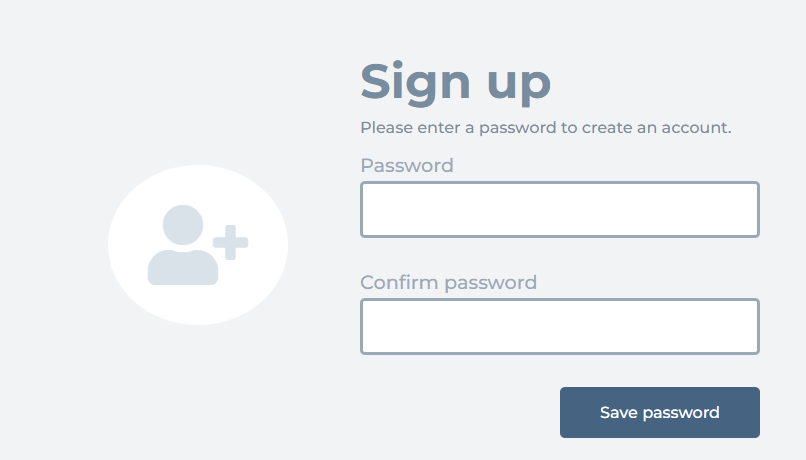 Sign up
Please enter a password to create an account.
Password
Confirm password
Save password